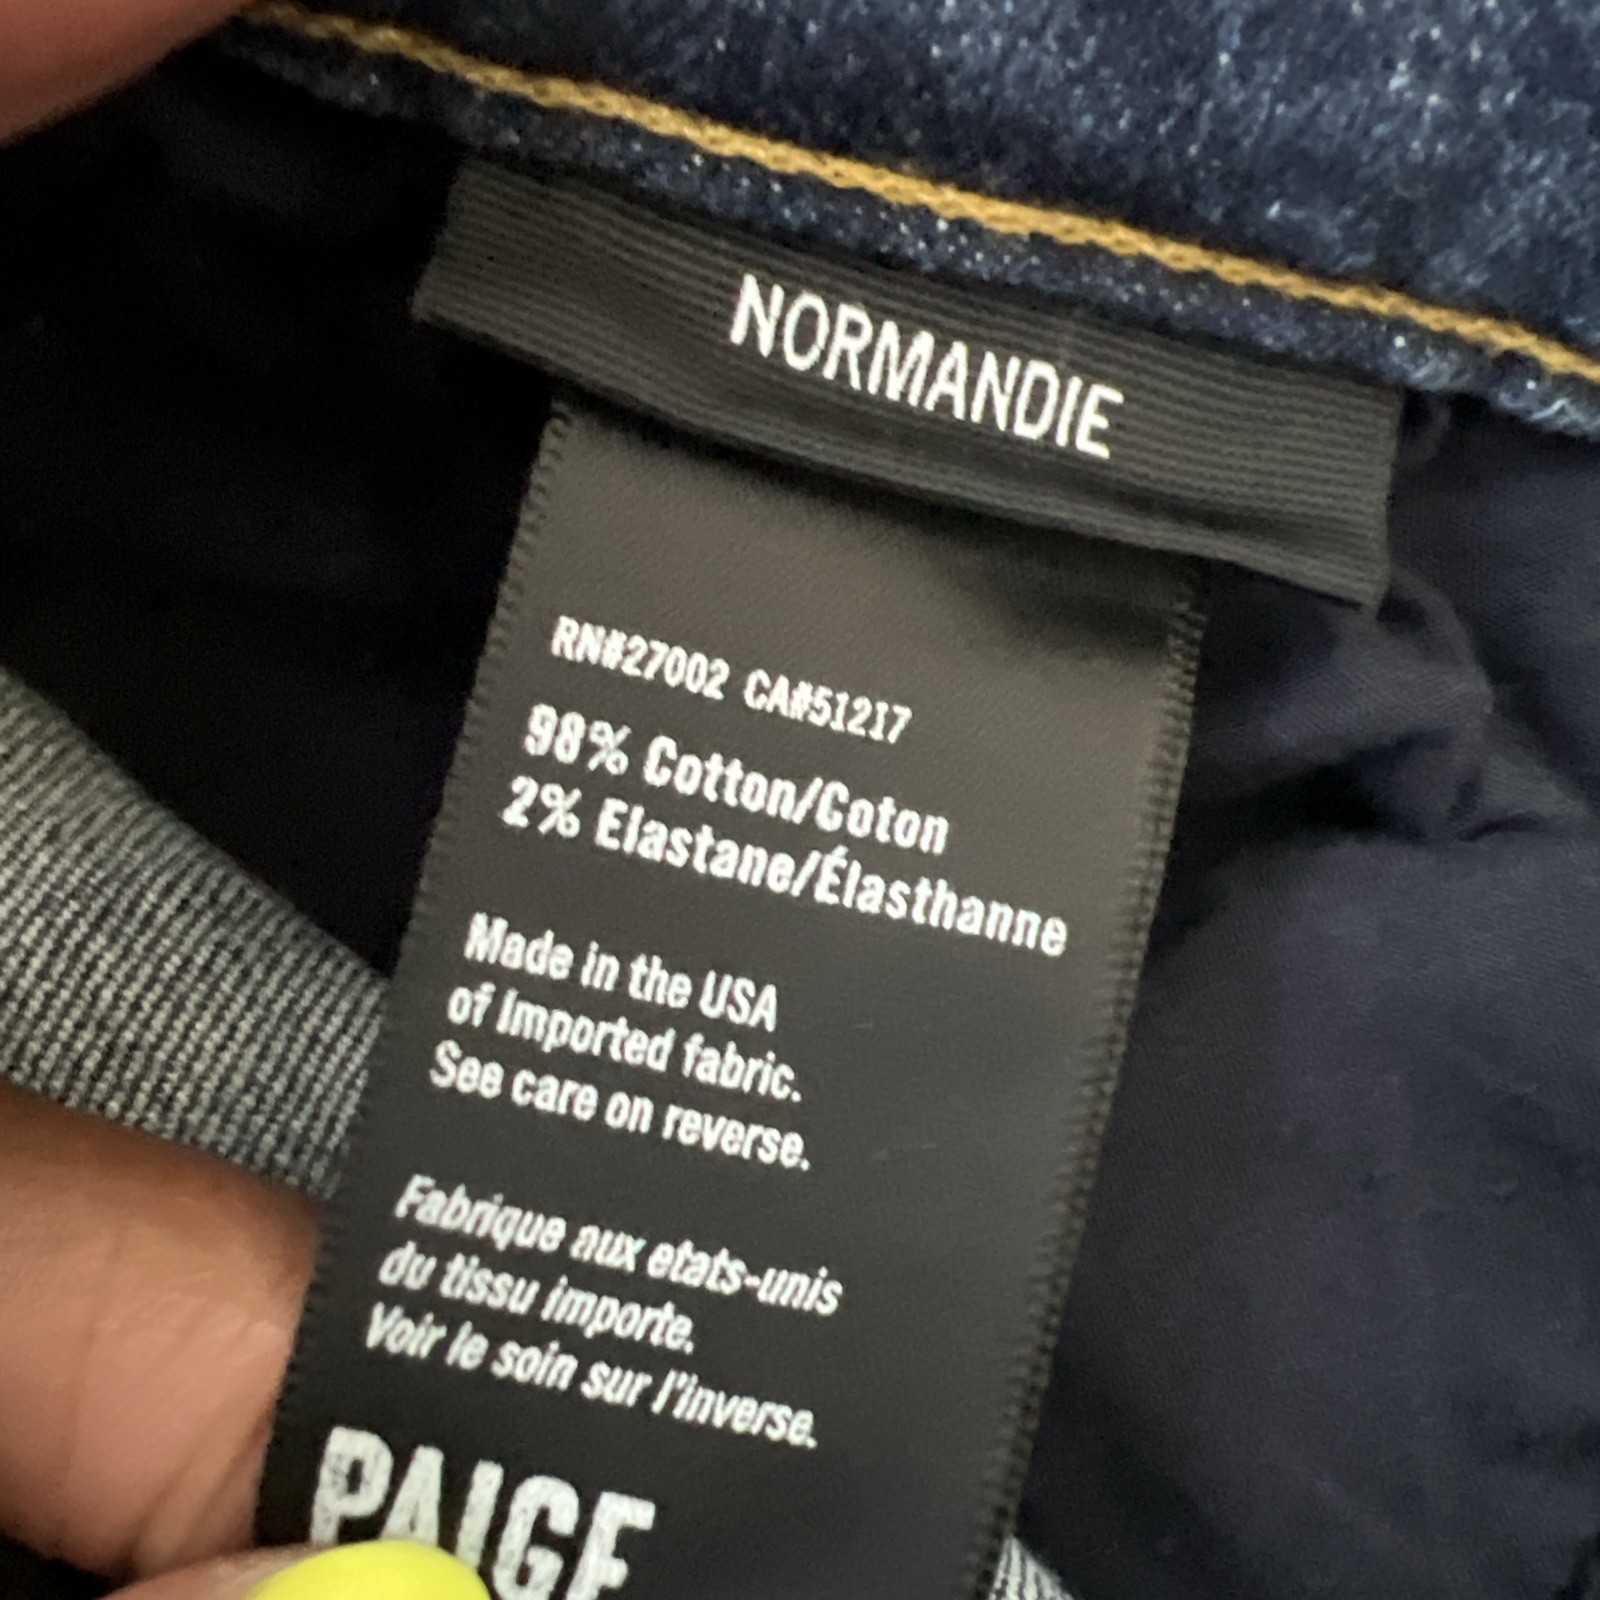 NORMANDIE
RN#27002 CA#51217
98% Cotton/Coton
2% Elastane/Élasthanne
Made in the USA
of imported fabric.
See care on reverse.
Fabrique aux etats-unis
du tissu importe.
Voir le soin sur l'inverse.
PAIGE